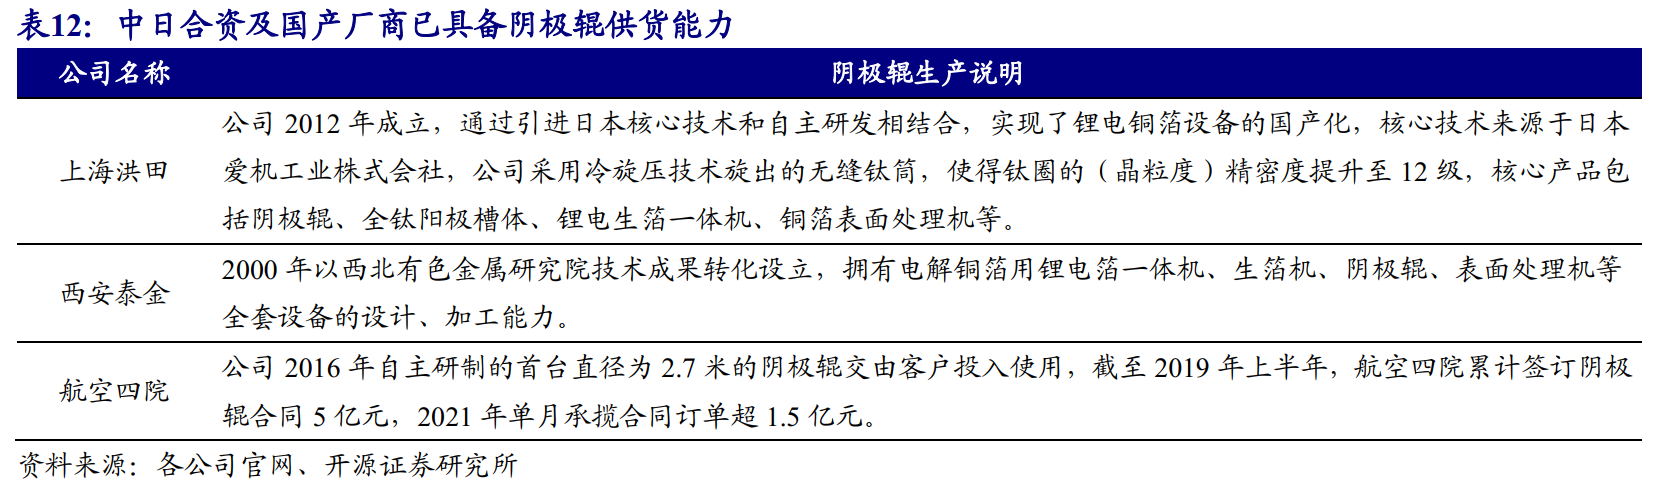 表12：中日合资及国产厂商已具备阴极辊供货能力
公司名称 阴极辊生产说明
公司 2012 年成立，通过引进日本核心技术和自主研发相结合，实现了锂电铜箔设备的国产化，核心技术来源于日本
上海洪田 爱机工业株式会社，公司采用冷旋压技术旋出的无缝钛筒，使得钛圈的（晶粒度）精密度提升至 12 级，核心产品包
括阴极辊、全钛阳极槽体、锂电生箔一体机、铜箔表面处理机等。
西安泰金 2000 年以西北有色金属研究院技术成果转化设立，拥有电解铜箔用锂电箔一体机、生箔机、阴极辊、表面处理机等
全套设备的设计、加工能力。
航空四院 公司 2016 年自主研制的首台直径为 2.7 米的阴极辊交由客户投入使用，截至 2019 年上半年，航空四院累计签订阴极
辊合同 5 亿元，2021 年单月承揽合同订单超 1.5 亿元。
资料来源：各公司官网、开源证券研究所